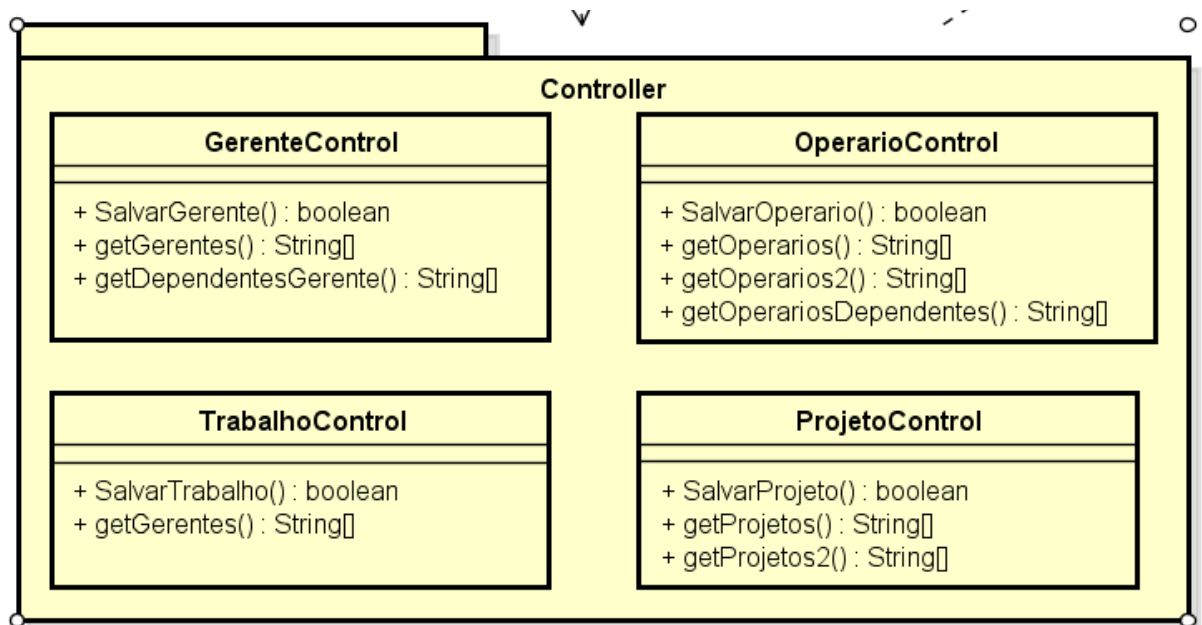 Controller
GerenteControl
+ SalvarGerente() : boolean
+ getGerentes() : String[]
+ getDependentesGerente() : String[]
OperarioControl
+ SalvarOperario() : boolean
+ getOperarios() : String[]
+ getOperarios2() : String[]
+ getOperariosDependentes() : String[]
TrabalhoControl
+ SalvarTrabalho() : boolean
+ getGerentes() : String[]
ProjetoControl
+ SalvarProjeto() : boolean
+ getProjetos() : String[]
+ getProjetos2() : String[]